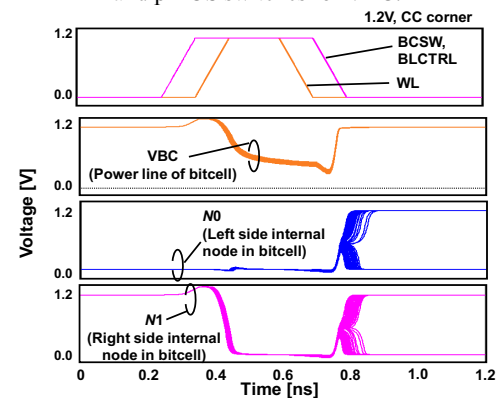 1.2V, CC corner
1.2
BCSW,
BLCTRL
WL
0.0
1.2
VBC
(Power line of bitcell)
0.0
Voltage [V]
1.2
N0
(Left side internal
node in bitcell)
0.0
1.2
N1
(Right side internal
node in bitcell)
0.0
0 0.2 0.4 0.6 0.8 1.0 1.2
Time [ns]